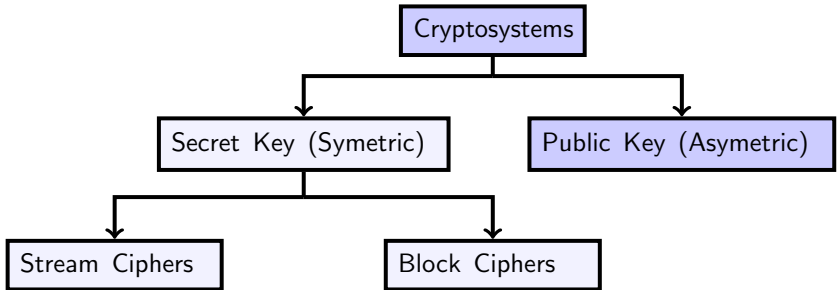 Cryptosystems
Secret Key (Symetric)
Public Key (Asymetric)
Stream Ciphers
Block Ciphers